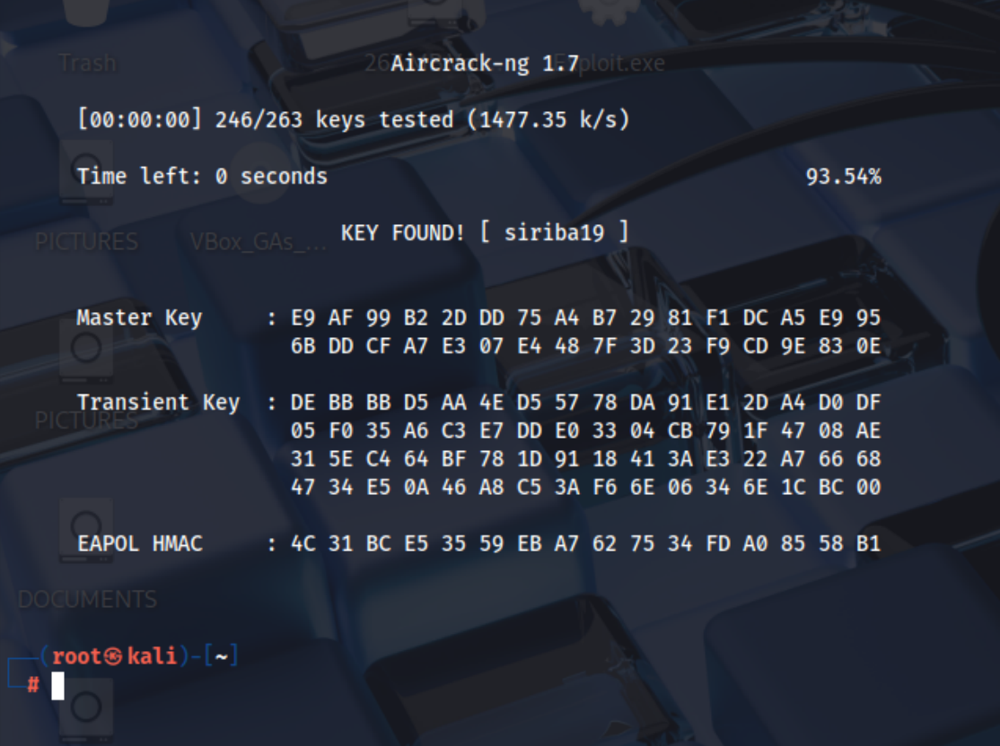 Trash
Aircrack-ng 1.7
[00:00:00] 246/263 keys tested (1477.35 k/s)
Time left: 0 seconds 93.54%
PICTURES VBox_GAs_...
KEY FOUND! [ siriba19 ]
Master Key : E9 AF 99 B2 2D DD 75 A4 B7 29 81 F1 DC A5 E9 95
6B DD CF A7 E3 07 E4 48 7F 3D 23 F9 CD 9E 83 0E
Transient Key : DE BB BB D5 AA 4E D5 57 78 DA 91 E1 2D A4 D0 DF
PICTURES
05 F0 35 A6 C3 E7 DD E0 33 04 CB 79 1F 47 08 AE
31 5E C4 64 BF 78 1D 91 18 41 3A E3 22 A7 66 68
47 34 E5 0A 46 A8 C5 3A F6 6E 06 34 6E 1C BC 00
EAPOL HMAC : 4C 31 BC E5 35 59 EB A7 62 75 34 FD A0 85 58 B1
DOCUMENTS
(root㉿kali)-[~]
#